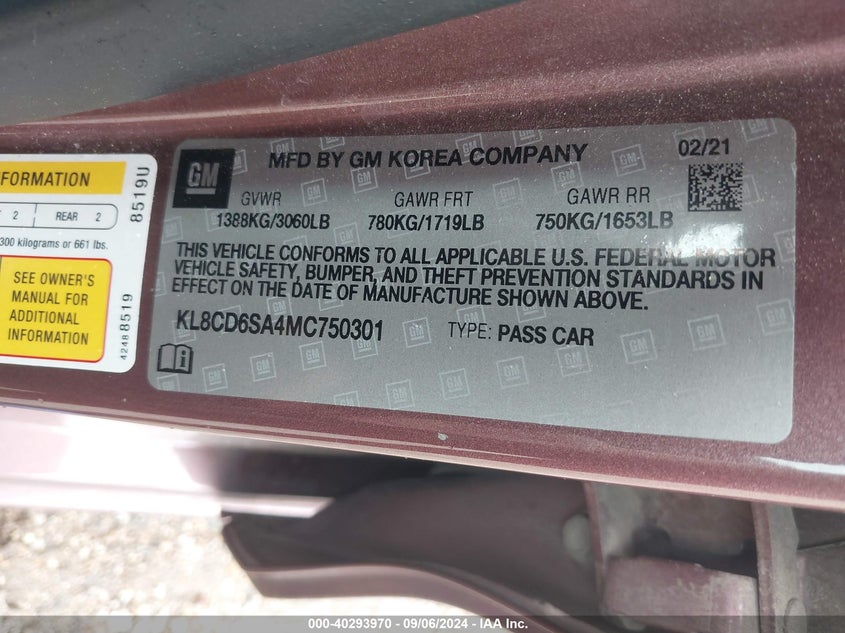 FORMATION
2
REAR 2
300 kilograms or 661 lbs.
SEE OWNER'S
MANUAL FOR
ADDITIONAL
INFORMATION
8519U
42488519
GM
MFD BY GM KOREA COMPANY
02/21
GVWR
GAWR FRT
GAWR RR
1388KG/3060LB
780KG/1719LB
750KG/1653LB
THIS VEHICLE CONFORMS TO ALL APPLICABLE U.S. FEDERAL MOTOR
VEHICLE SAFETY, BUMPER, AND THEFT PREVENTION STANDARDS IN
EFFECT ON THE DATE OF MANUFACTURE SHOWN ABOVE.
KL8CD6SA4MC750301
TYPE: PASS CAR
000-40293970 - 09/06/2024 - IAA Inc.